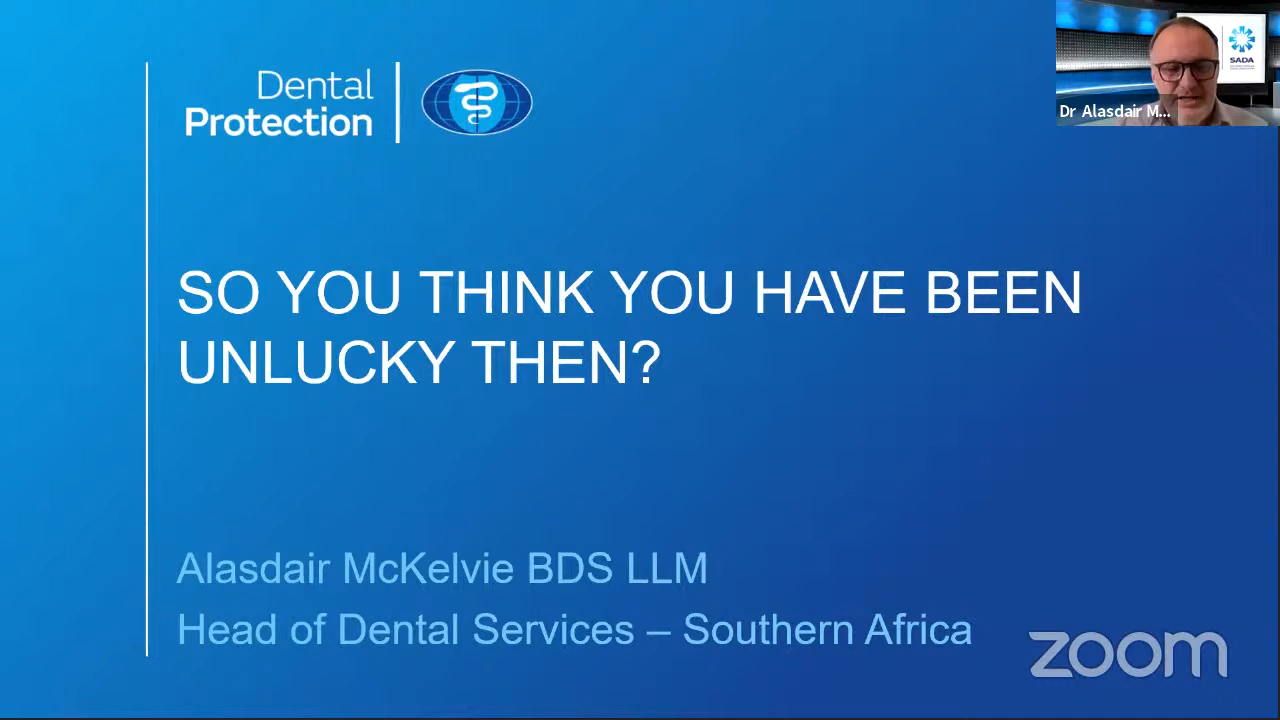 Dental
Protection
SADA
Dr Alasdair M...
SO YOU THINK YOU HAVE BEEN
UNLUCKY THEN?
Alasdair McKelvie BDS LLM
Head of Dental Services – Southern Africa
zoom